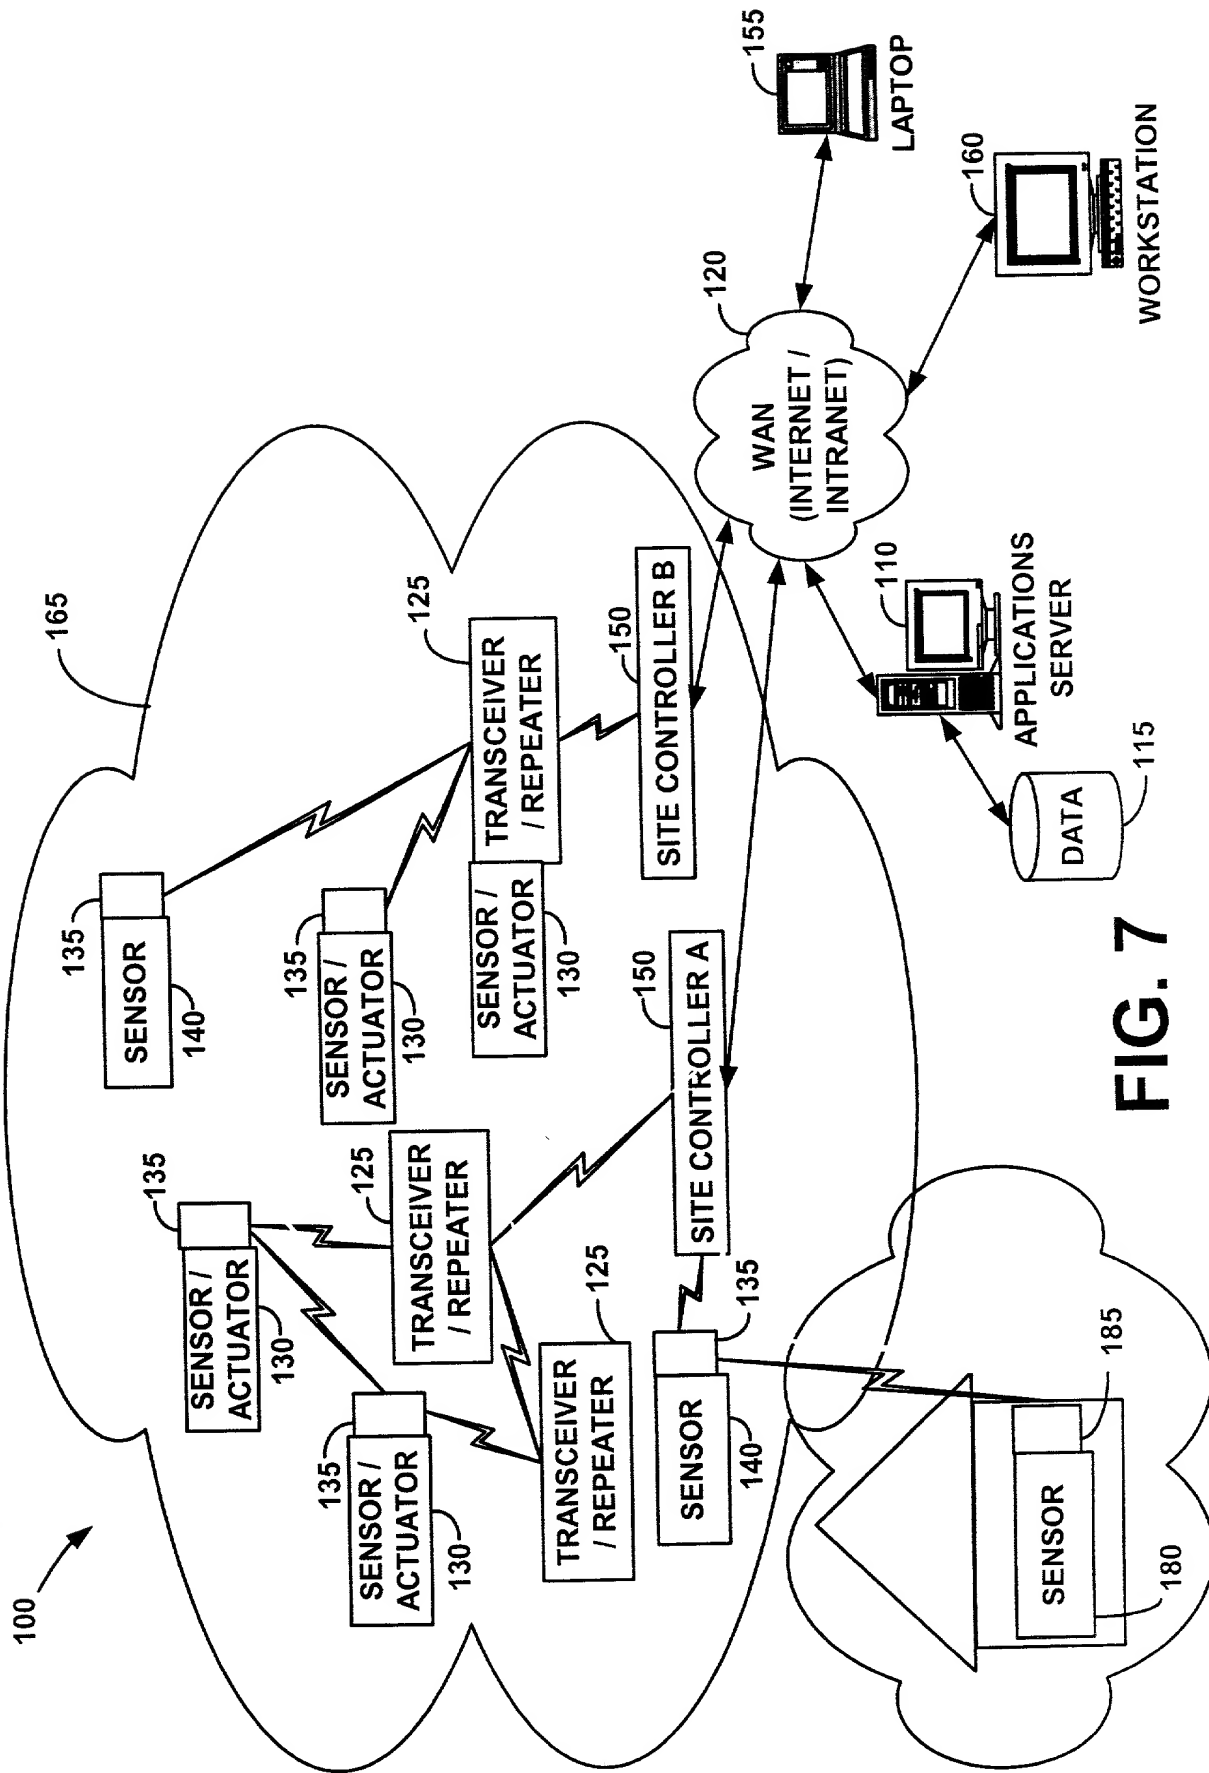 100
165
135
SENSOR /
ACTUATOR
130
135
SENSOR
140
135
SENSOR /
ACTUATOR
130
135
SENSOR /
ACTUATOR
130
125
TRANSCEIVER
/ REPEATER
125
TRANSCEIVER
/ REPEATER
SENSOR /
ACTUATOR
130
125
TRANSCEIVER
/ REPEATER
SENSOR
140
135
150
SITE CONTROLLER A
150
SITE CONTROLLER B
120
WAN
(INTERNET /
INTRANET)
155
LAPTOP
160
WORKSTATION
110
APPLICATIONS
SERVER
DATA
115
SENSOR
180
185
FIG. 7